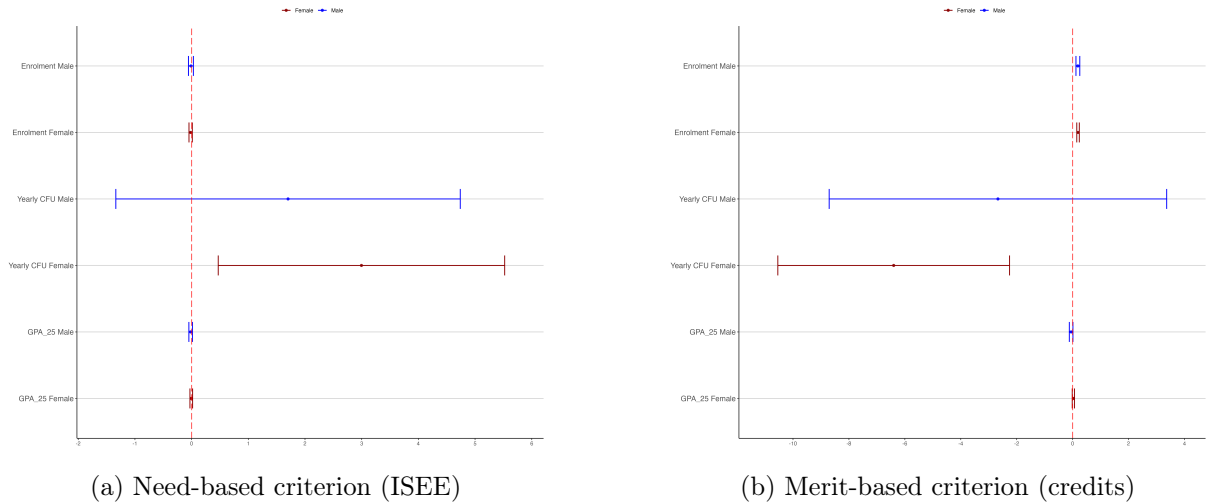 Female Male
Enrolment Male
Enrolment Female
Yearly CFU Male
Yearly CFU Female
GPA_25 Male
GPA_25 Female
-2 -1 0 1 2 3 4 5 6
(a) Need-based criterion (ISEE)
Female Male
Enrolment Male
Enrolment Female
Yearly CFU Male
Yearly CFU Female
GPA_25 Male
GPA_25 Female
-10 -8 -6 -4 -2 0 2 4
(b) Merit-based criterion (credits)